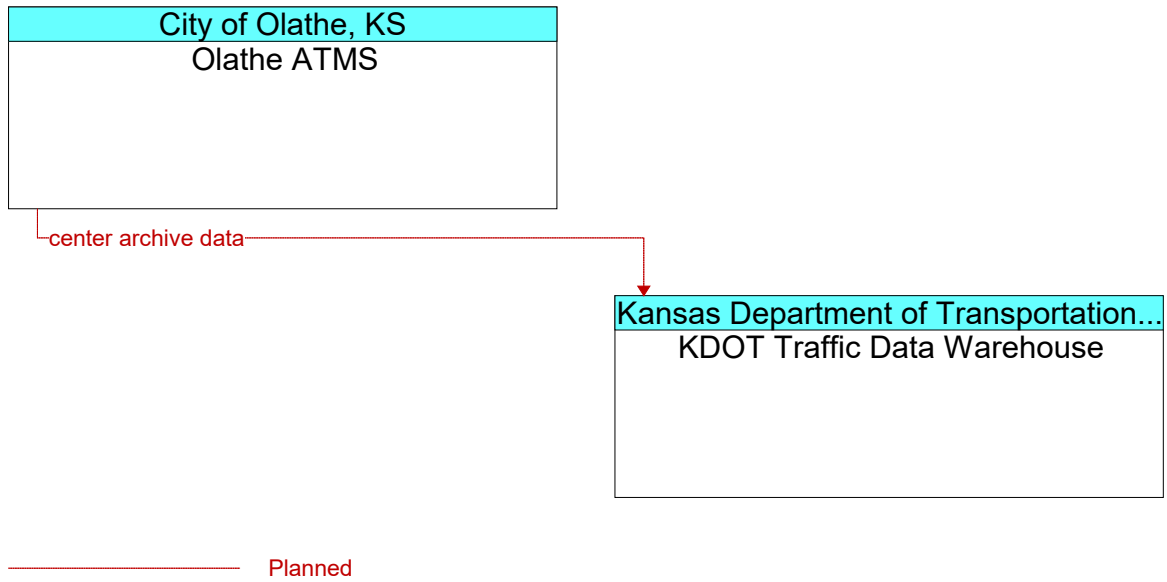 City of Olathe, KS
Olathe ATMS
center archive data
Kansas Department of Transportation...
KDOT Traffic Data Warehouse
Planned